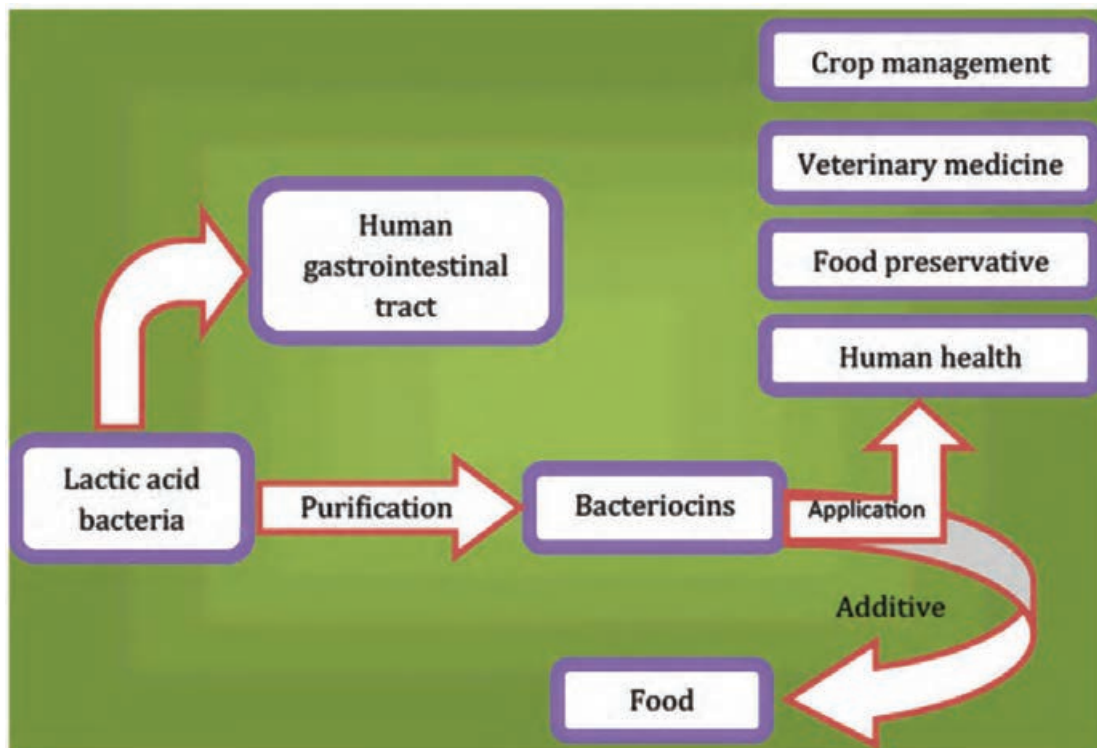 Crop management
Veterinary medicine
Human
gastrointestinal
tract
Food preservative
Human health
Lactic acid
bacteria
Purification
Bacteriocins
Application
Additive
Food